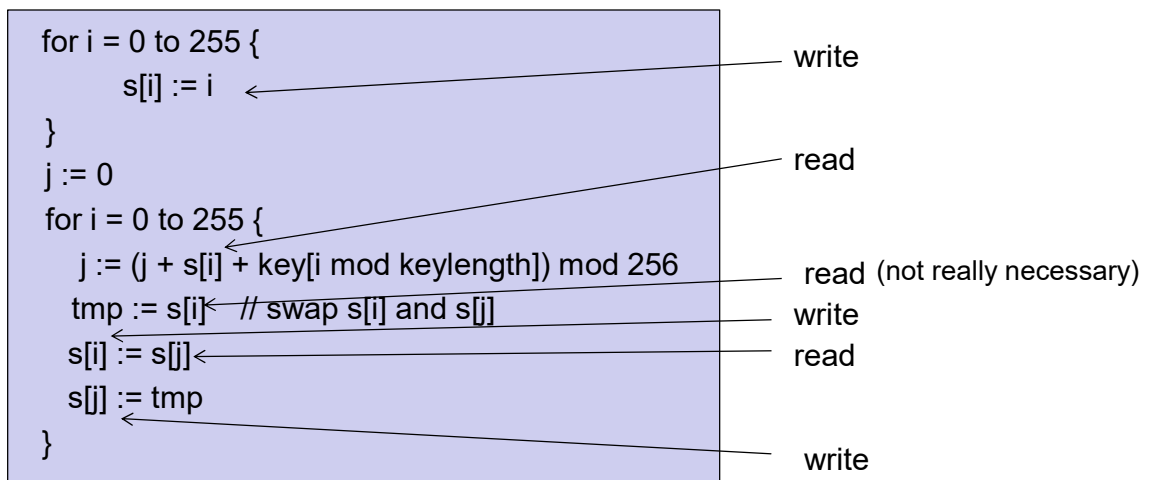 for i = 0 to 255 {
s[i] := i
write
}
j := 0
read
for i = 0 to 255 {
j := (j + s[i] + key[i mod keylength]) mod 256
read (not really necessary)
tmp := s[i] // swap s[i] and s[j]
write
s[i] := s[j]
read
s[j] := tmp
}
write